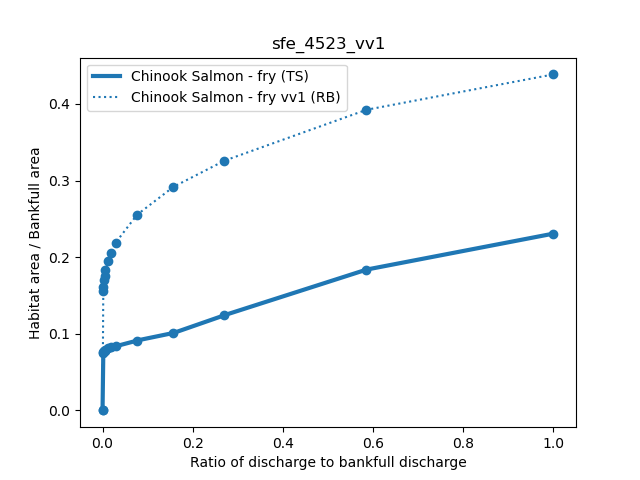 sfe_4523_vv1
Chinook Salmon - fry (TS)
Chinook Salmon - fry vv1 (RB)
Habitat area / Bankfull area
0.4
0.3
0.2
0.1
0.0
0.0 0.2 0.4 0.6 0.8 1.0
Ratio of discharge to bankfull discharge